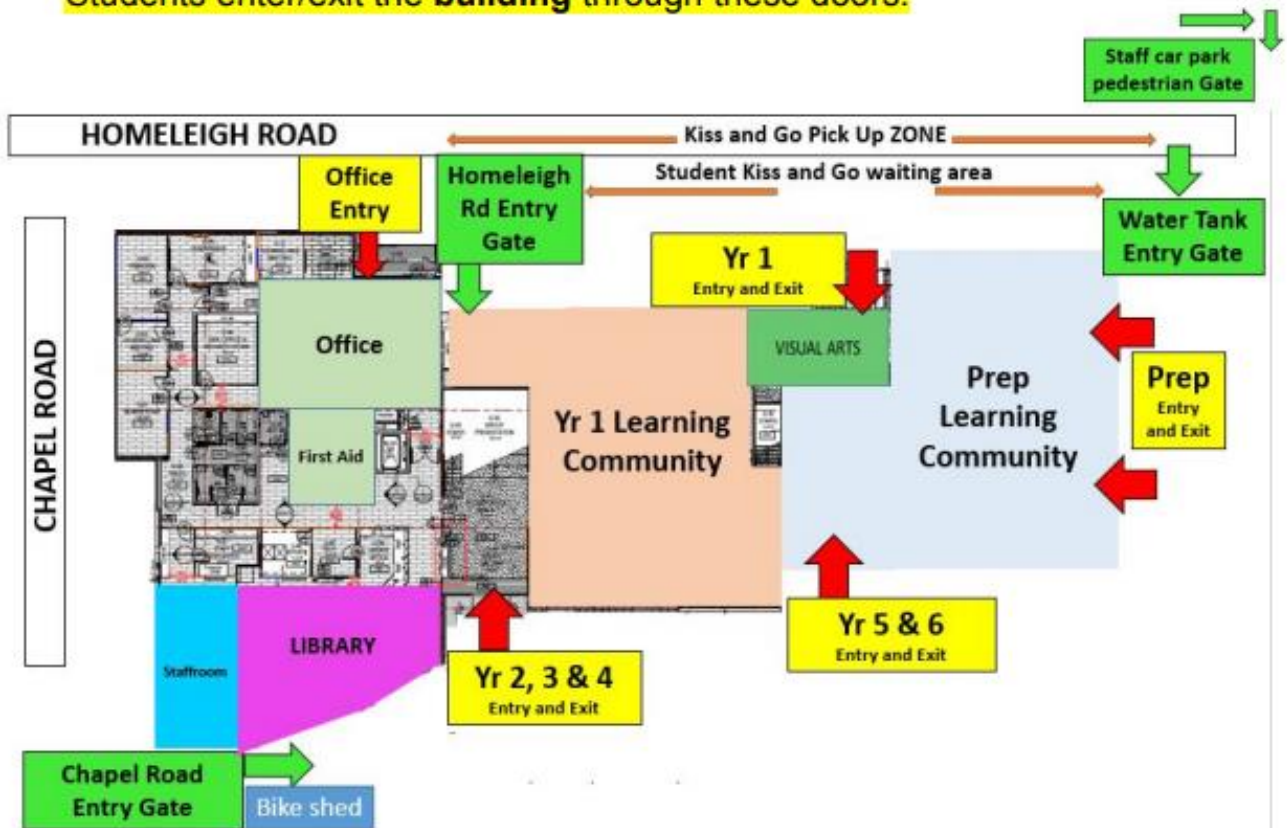 Students enter/exit the building through these doors.
Staff car park
pedestrian Gate
HOMELEIGH ROAD
Kiss and Go Pick Up ZONE
Student Kiss and Go waiting area
Office
Entry
Homeleigh
Rd Entry
Gate
Water Tank
Entry Gate
Yr 1
Entry and Exit
CHAPEL ROAD
Office
VISUAL ARTS
Prep
Learning
Community
Prep
Entry
and Exit
Yr 1 Learning
Community
First Aid
LIBRARY
Staffroom
Yr 2, 3 & 4
Entry and Exit
Yr 5 & 6
Entry and Exit
Chapel Road
Entry Gate
Bike shed